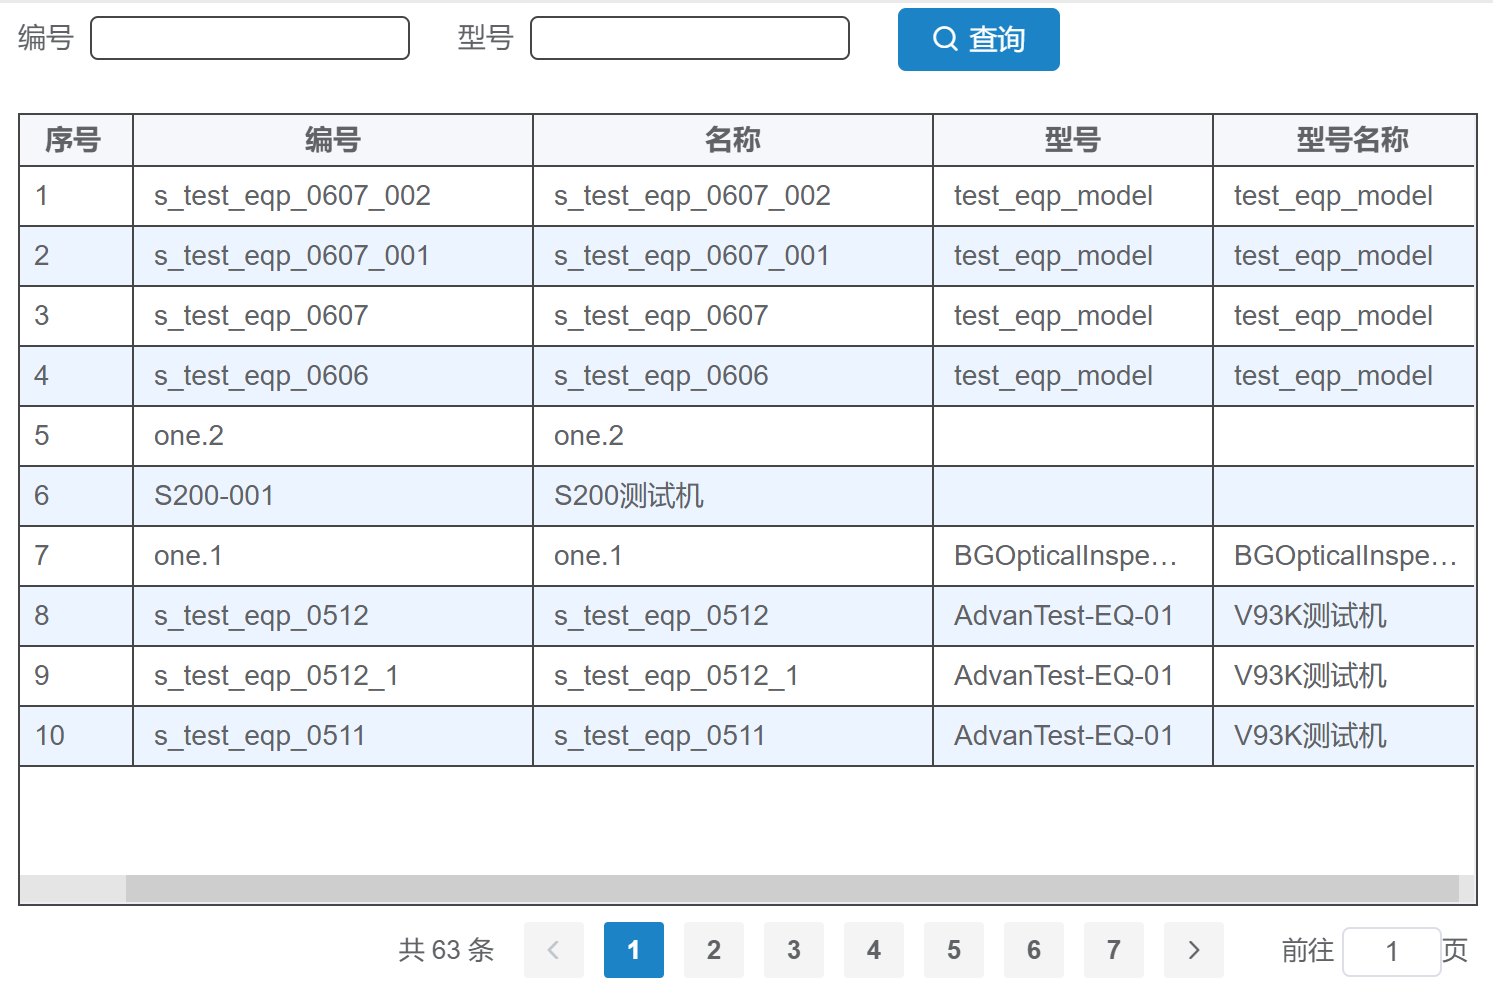 编号 型号 查询
序号 编号 名称 型号 型号名称
1 s_test_eqp_0607_002 s_test_eqp_0607_002 test_eqp_model test_eqp_model
2 s_test_eqp_0607_001 s_test_eqp_0607_001 test_eqp_model test_eqp_model
3 s_test_eqp_0607 s_test_eqp_0607 test_eqp_model test_eqp_model
4 s_test_eqp_0606 s_test_eqp_0606 test_eqp_model test_eqp_model
5 one.2 one.2
6 S200-001 S200测试机
7 one.1 one.1 BGOpticalInspe... BGOpticalInspe...
8 s_test_eqp_0512 s_test_eqp_0512 AdvanTest-EQ-01 V93K测试机
9 s_test_eqp_0512_1 s_test_eqp_0512_1 AdvanTest-EQ-01 V93K测试机
10 s_test_eqp_0511 s_test_eqp_0511 AdvanTest-EQ-01 V93K测试机
共 63 条 1 2 3 4 5 6 7 前往 1 页